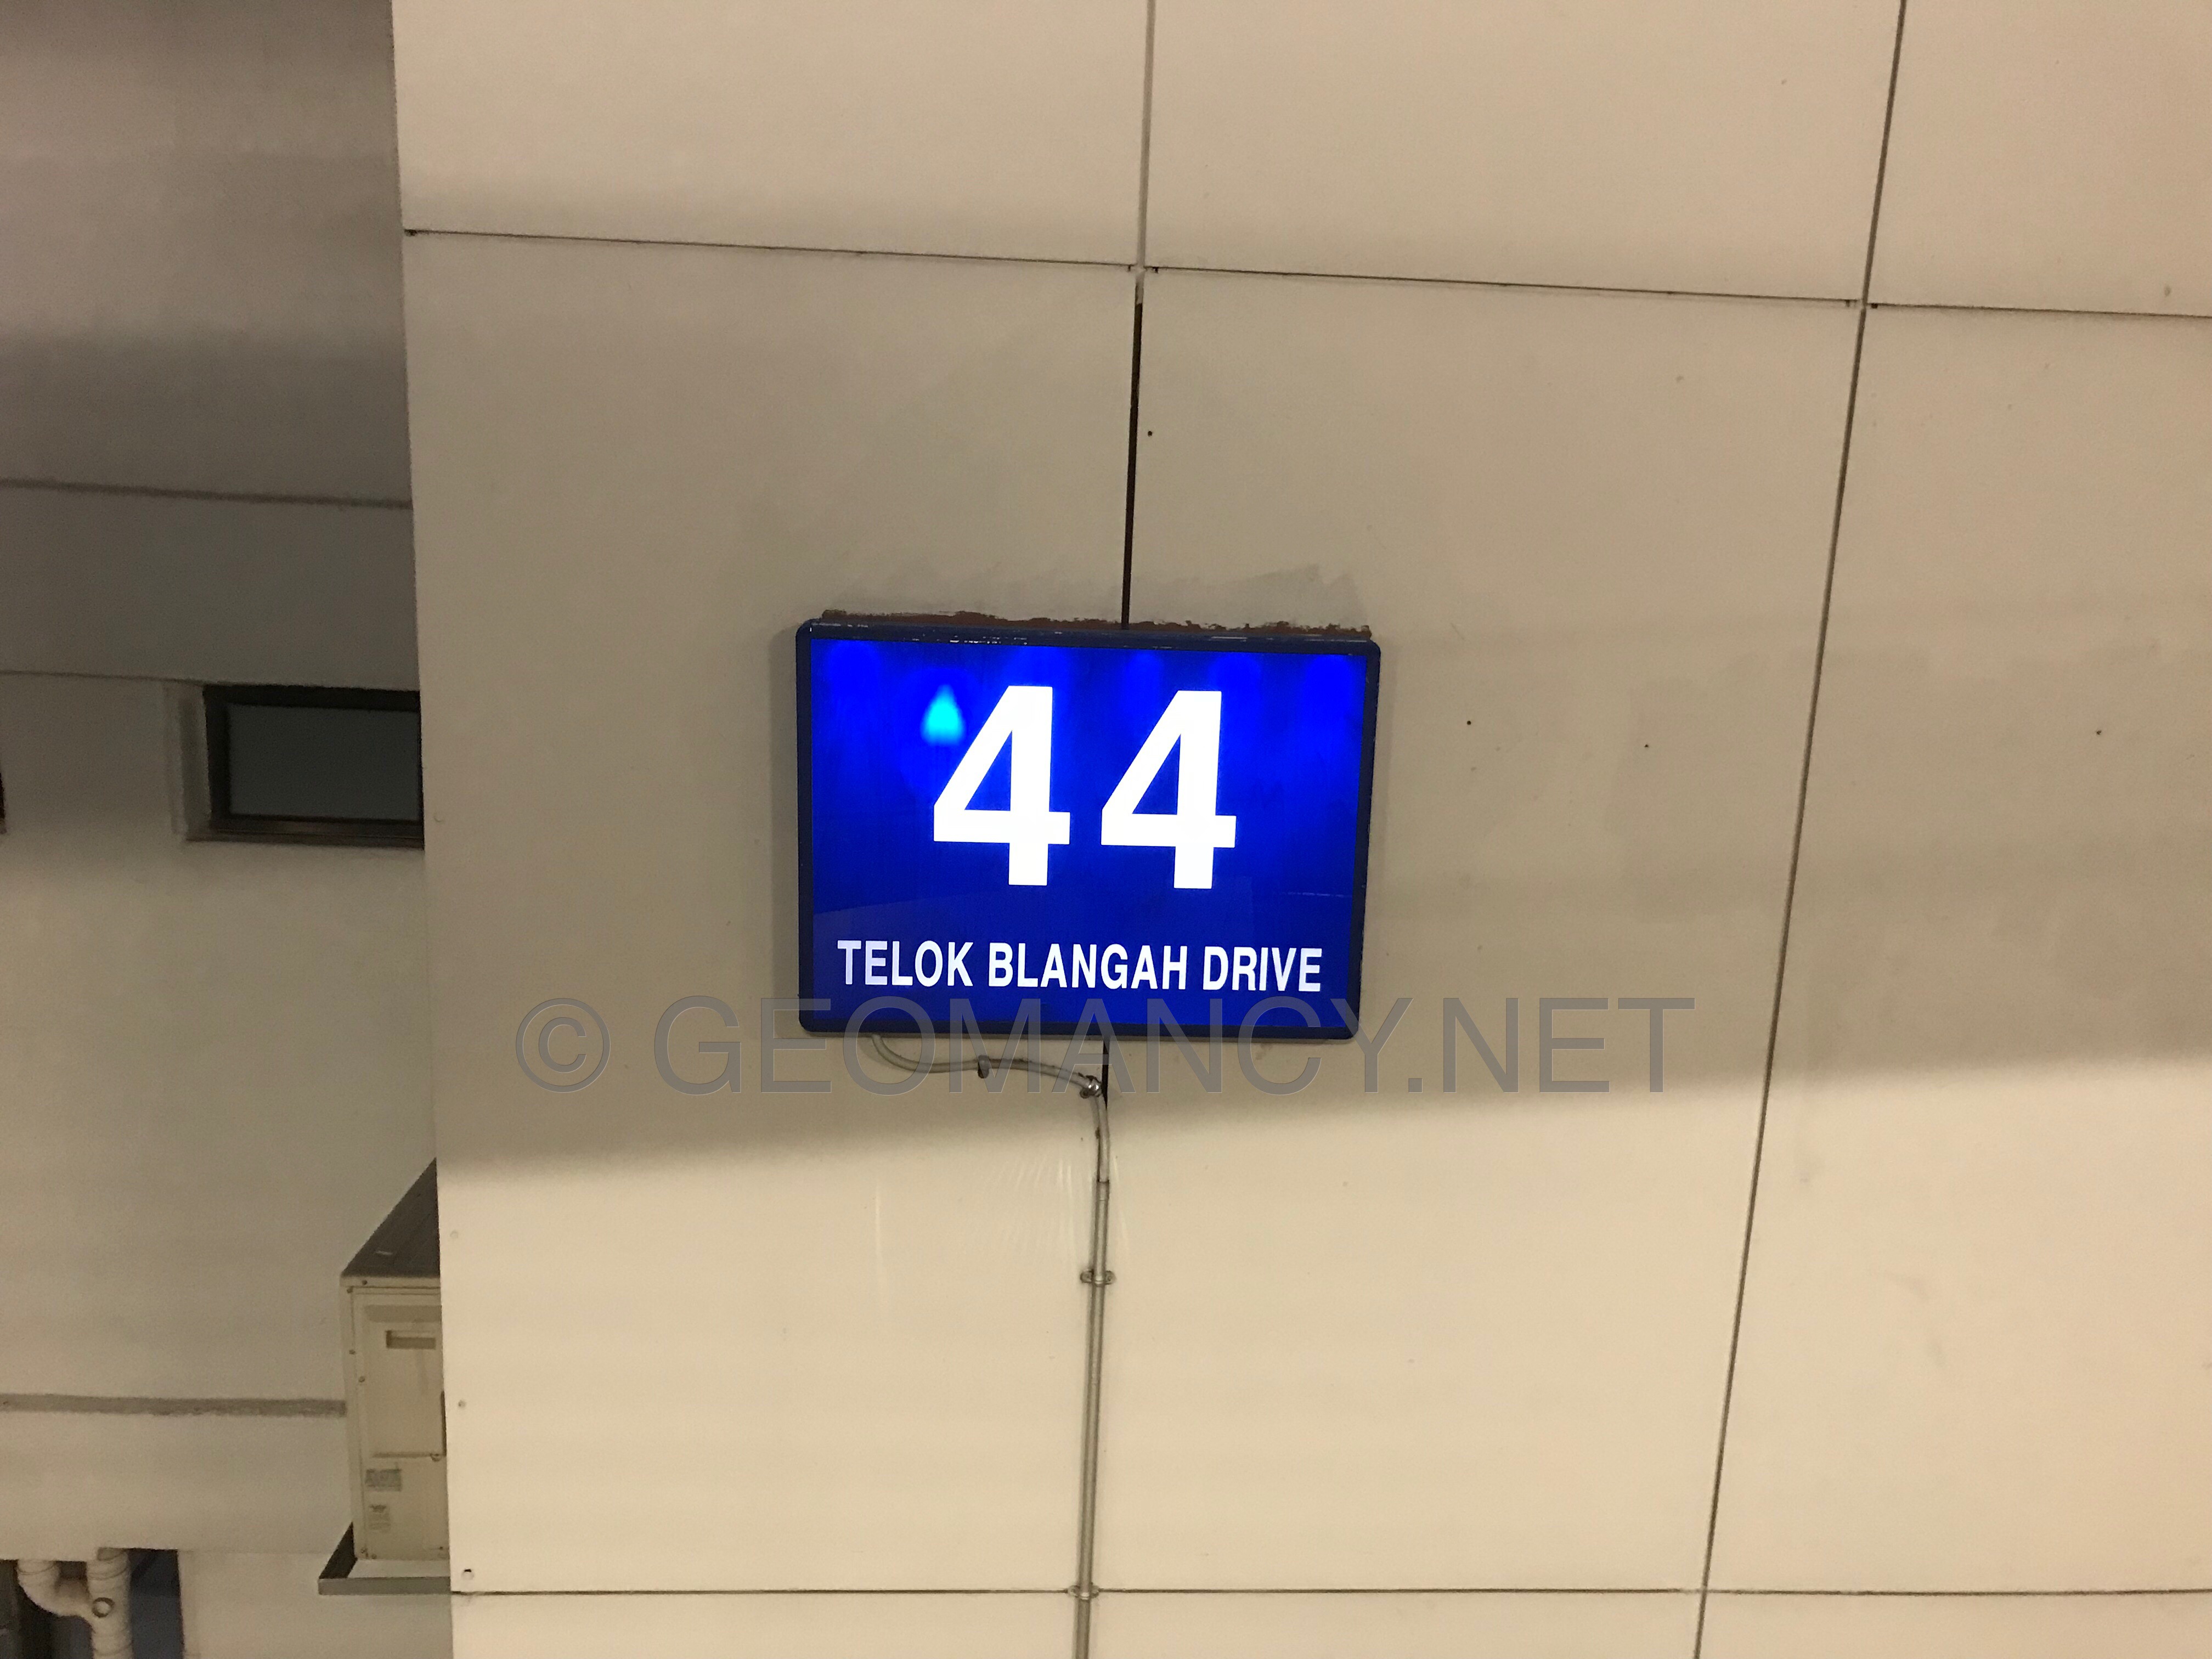 44
TELOK BLANGAH DRIVE
© GEOMANCY.NET